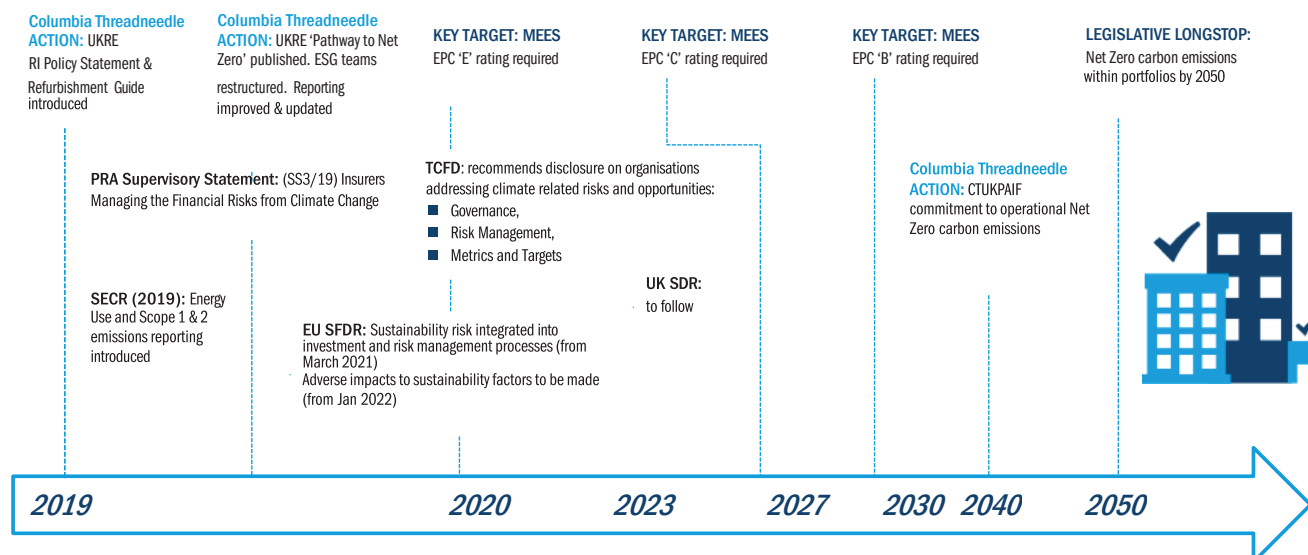 Columbia Threadneedle
ACTION: UKRE
RI Policy Statement &
Refurbishment Guide
introduced
Columbia Threadneedle
ACTION: UKRE ‘Pathway to Net
Zero’ published. ESG teams
restructured. Reporting
improved & updated
KEY TARGET: MEES
EPC ‘E’ rating required
KEY TARGET: MEES
EPC ‘C’ rating required
KEY TARGET: MEES
EPC ‘B’ rating required
LEGISLATIVE LONGSTOP:
Net Zero carbon emissions
within portfolios by 2050
PRA Supervisory Statement: (SS3/19) Insurers
Managing the Financial Risks from Climate Change
TCFD: recommends disclosure on organisations
addressing climate related risks and opportunities:
Governance,
Risk Management,
Metrics and Targets
Columbia Threadneedle
ACTION: CTUKPAIF
commitment to operational Net
Zero carbon emissions
SECR (2019): Energy
Use and Scope 1 & 2
emissions reporting
introduced
EU SFDR: Sustainability risk integrated into
investment and risk management processes (from
March 2021)
Adverse impacts to sustainability factors to be made
(from Jan 2022)
UK SDR:
to follow
2019
2020
2023
2027
2030
2040
2050